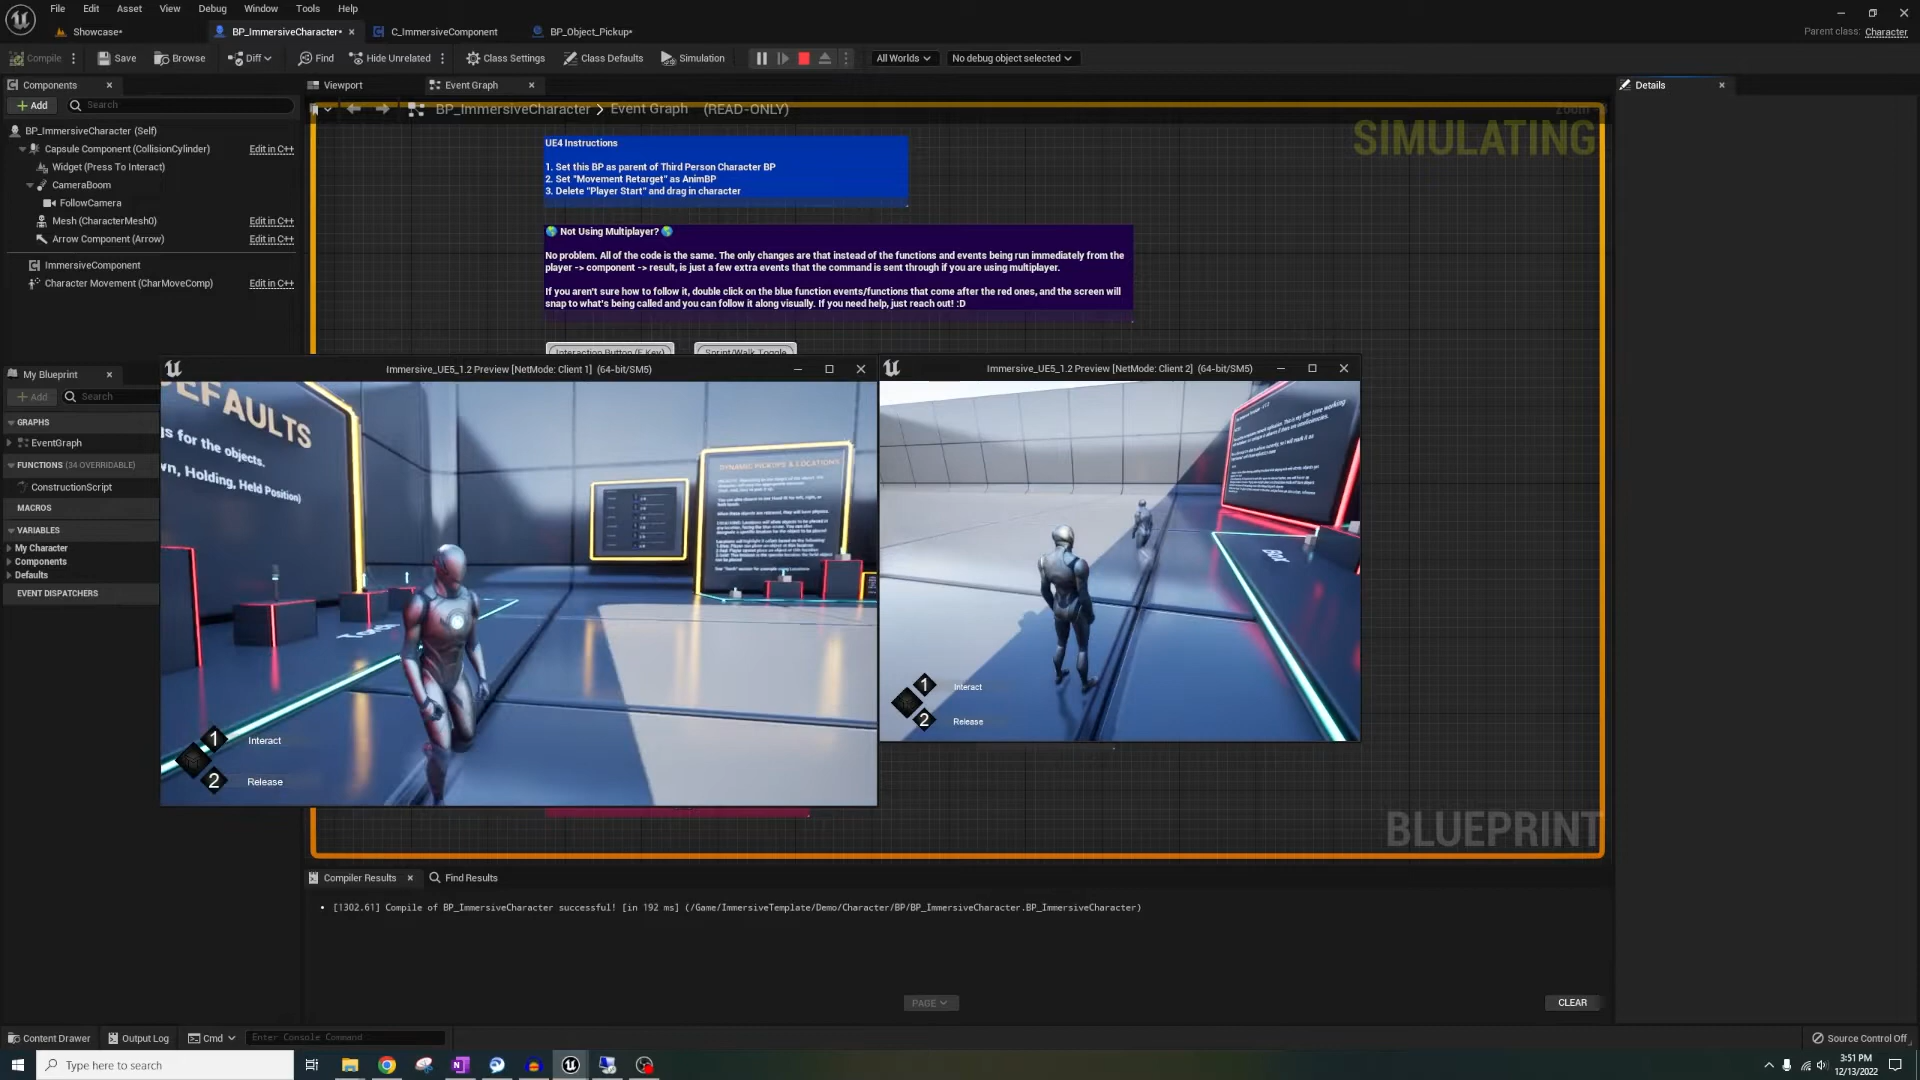 File Edit Asset View Debug Window Tools Help
Showcase*
BP_ImmersiveCharacter*
C_ImmersiveComponent
BP_Object_Pickup*
Parent class: Character
Compile
Save
Browse
Diff
Find
Hide Unrelated
Class Settings
Class Defaults
Simulation
All Worlds
No debug object selected
Components
Viewport
Event Graph
Details
Add
Search
BP_ImmersiveCharacter > Event Graph (READ-ONLY)
Zoom
SIMULATING
BP_ImmersiveCharacter (Self)
Capsule Component (CollisionCylinder) Edit in C++
Widget (Press To Interact)
CameraBoom
FollowCamera
Mesh (CharacterMesh0) Edit in C++
Arrow Component (Arrow) Edit in C++
ImmersiveComponent
Character Movement (CharMoveComp) Edit in C++
UE4 Instructions
1. Set this BP as parent of Third Person Character BP
2. Set "Movement Retarget" as AnimBP
3. Delete "Player Start" and drag in character
Not Using Multiplayer?
No problem. All of the code is the same. The only changes are that instead of the functions and events being run immediately from the
player -> component -> result, is just a few extra events that the command is sent through if you are using multiplayer.
If you aren't sure how to follow it, double click on the blue function events/functions that come after the red ones, and the screen will
snap to what's being called and you can follow it along visually. If you need help, just reach out! :D
Interaction Button (E Key)
Sprint/Walk Toggle
My Blueprint
Add
Search
GRAPHS
EventGraph
FUNCTIONS (34 OVERRIDABLE)
ConstructionScript
MACROS
VARIABLES
My Character
Components
Defaults
EVENT DISPATCHERS
Immersive_UE5_1.2 Preview [NetMode: Client 1] (64-bit/SM5)
EFAULTS
gs for the objects.
wn, Holding, Held Position)
DYNAMIC PICKUPS & LOCATIONS
1 Interact
2 Release
Immersive_UE5_1.2 Preview [NetMode: Client 2] (64-bit/SM5)
BOX
1 Interact
2 Release
BLUEPRINT
Compiler Results
Find Results
[1302.61] Compile of BP_ImmersiveCharacter successful! [in 192 ms] (/Game/ImmersiveTemplate/Demo/Character/BP/BP_ImmersiveCharacter.BP_ImmersiveCharacter)
PAGE
CLEAR
Content Drawer
Output Log
Cmd
Enter Console Command
Source Control Off
Type here to search
3:51 PM
12/13/2022